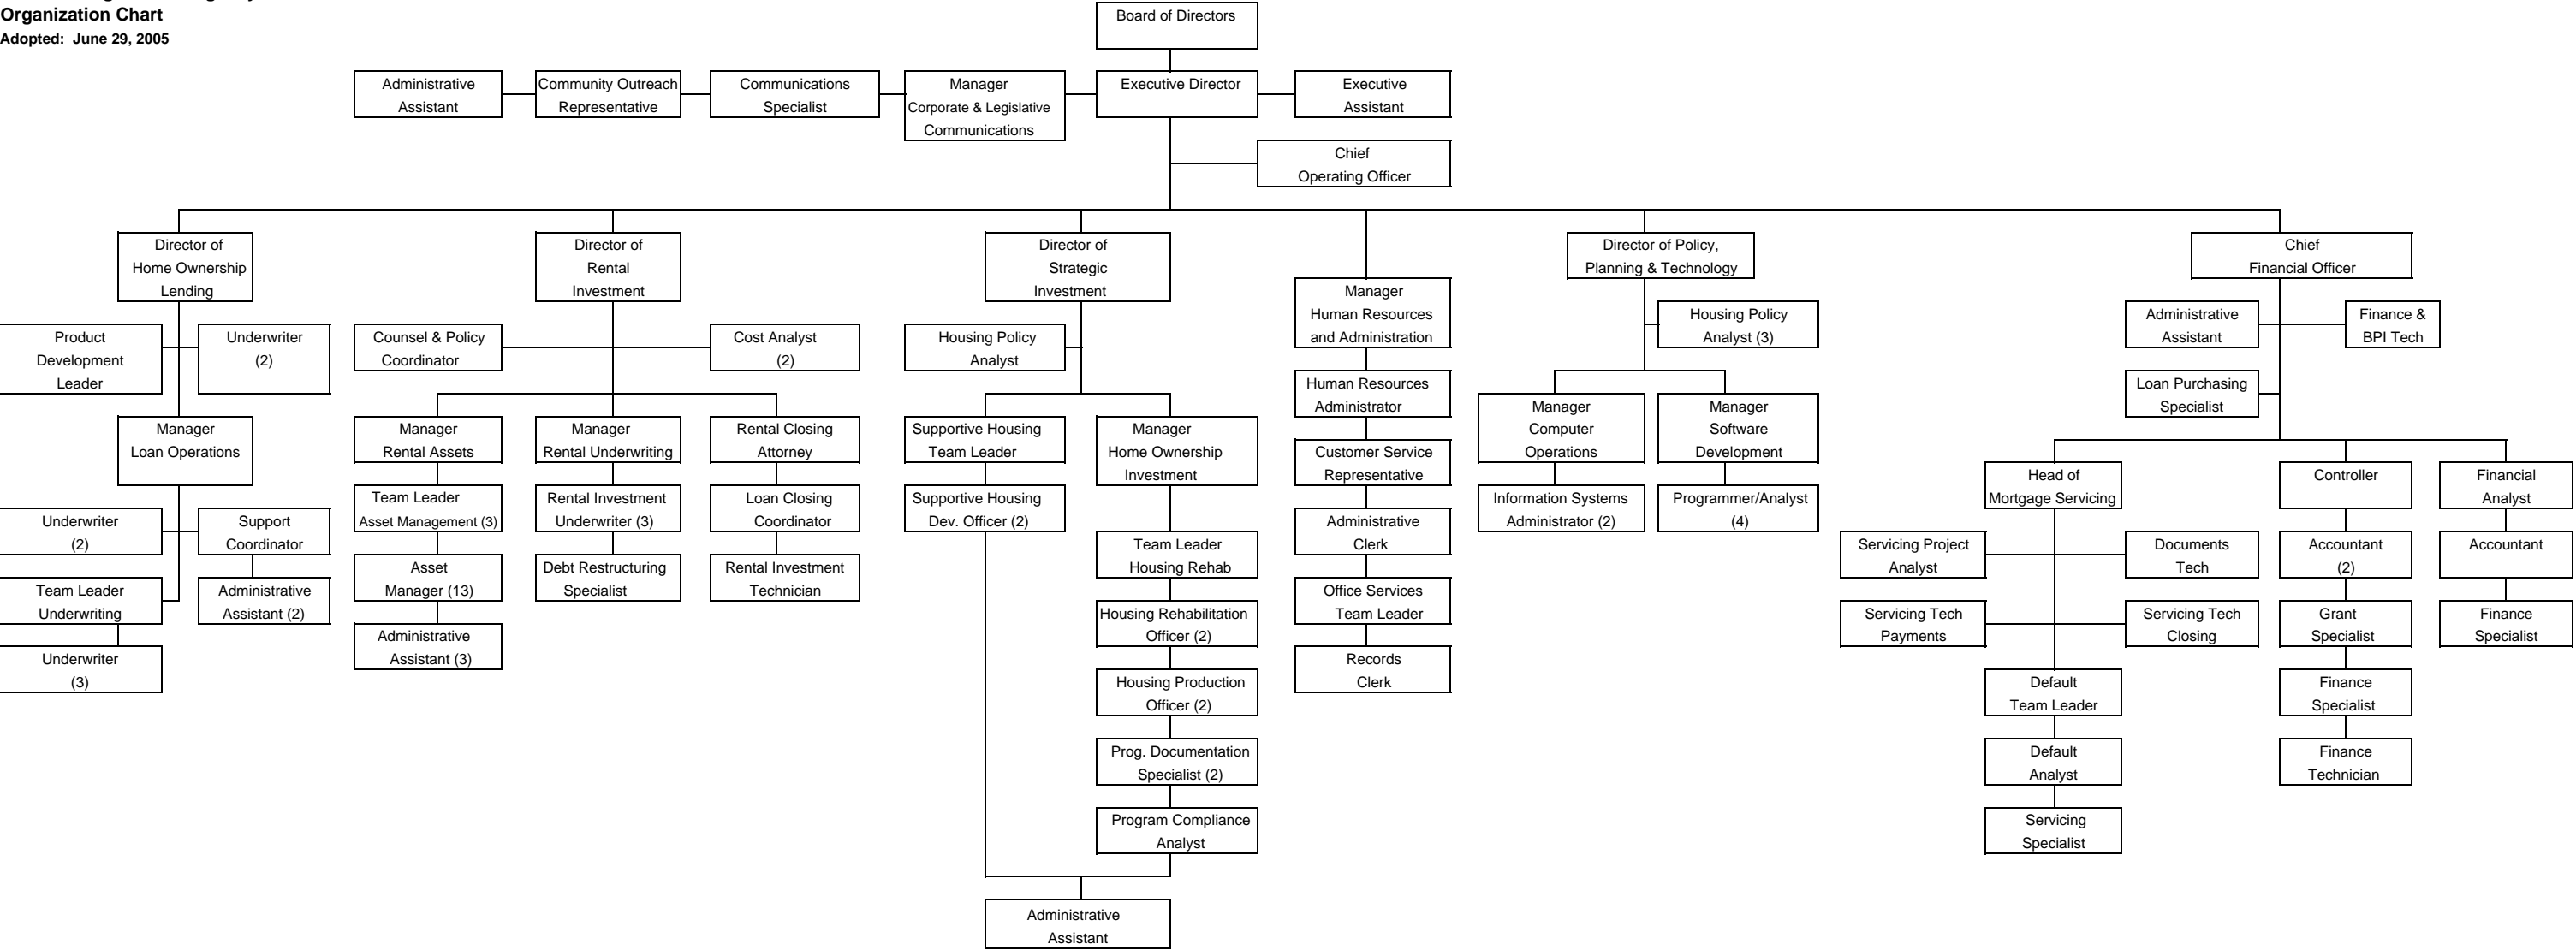 Organization Chart
Adopted:  June 29, 2005
Board of Directors
Administrative
Assistant
Community Outreach
Representative
Communications
Specialist
Manager
Corporate & Legislative
Communications
Executive Director
Executive
Assistant
Chief
Operating Officer
Director of
Home Ownership
Lending
Director of
Rental
Investment
Director of
Strategic
Investment
Manager
Human Resources
and Administration
Director of Policy,
Planning & Technology
Chief
Financial Officer
Product
Development
Leader
Underwriter
(2)
Manager
Loan Operations
Underwriter
(2)
Support
Coordinator
Team Leader
Underwriting
Administrative
Assistant (2)
Underwriter
(3)
Counsel & Policy
Coordinator
Cost Analyst
(2)
Manager
Rental Assets
Team Leader
Asset Management (3)
Asset
Manager (13)
Administrative
Assistant (3)
Manager
Rental Underwriting
Rental Investment
Underwriter (3)
Debt Restructuring
Specialist
Rental Closing
Attorney
Loan Closing
Coordinator
Rental Investment
Technician
Housing Policy
Analyst
Supportive Housing
Team Leader
Supportive Housing
Dev. Officer (2)
Manager
Home Ownership
Investment
Team Leader
Housing Rehab
Housing Rehabilitation
Officer (2)
Housing Production
Officer (2)
Prog. Documentation
Specialist (2)
Program Compliance
Analyst
Administrative
Assistant
Human Resources
Administrator
Customer Service
Representative
Administrative
Clerk
Office Services
Team Leader
Records
Clerk
Housing Policy
Analyst (3)
Manager
Computer
Operations
Information Systems
Administrator (2)
Manager
Software
Development
Programmer/Analyst
(4)
Administrative
Assistant
Finance &
BPI Tech
Loan Purchasing
Specialist
Head of
Mortgage Servicing
Servicing Project
Analyst
Documents
Tech
Servicing Tech
Payments
Servicing Tech
Closing
Default
Team Leader
Default
Analyst
Servicing
Specialist
Controller
Accountant
(2)
Grant
Specialist
Finance
Specialist
Finance
Technician
Financial
Analyst
Accountant
Finance
Specialist